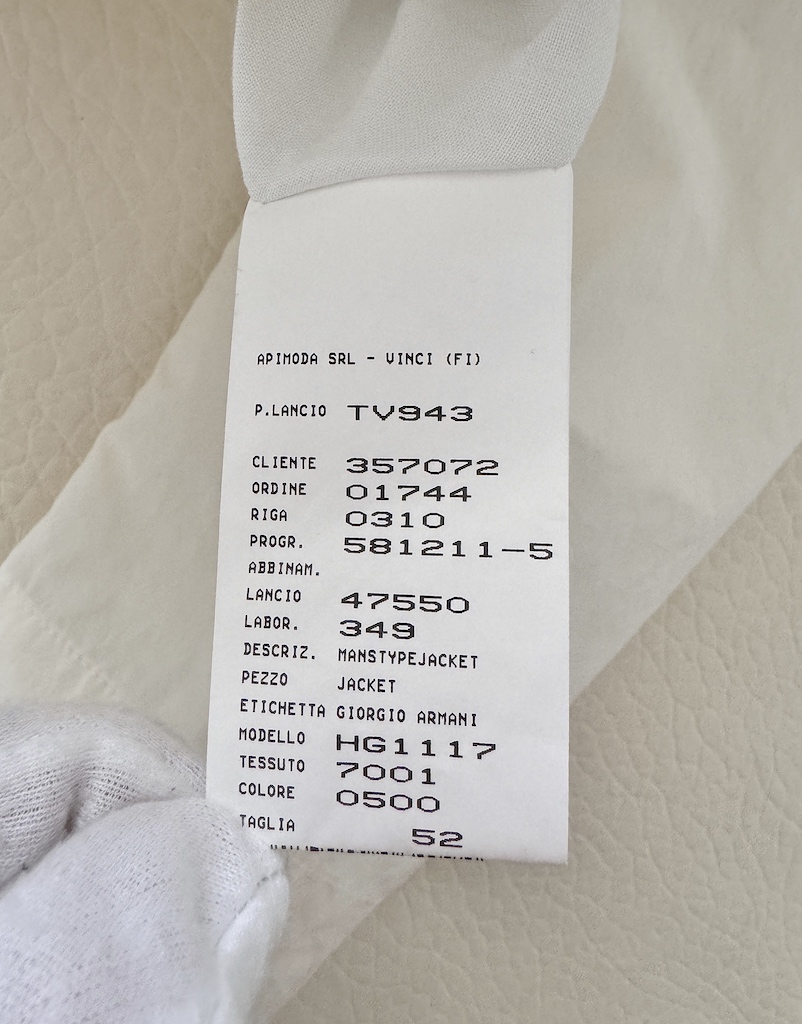 APIMODA SRL - VINCI (FI)
P.LANCIO TV943
CLIENTE 357072
ORDINE 01744
RIGA 0310
PROGR. 581211-5
ABBINAM.
LANCIO 47550
LABOR. 349
DESCRIZ. MANSTYPEJACKET
PEZZO JACKET
ETICHETTA GIORGIO ARMANI
MODELLO HG1117
TESSUTO 7001
COLORE 0500
TAGLIA 52